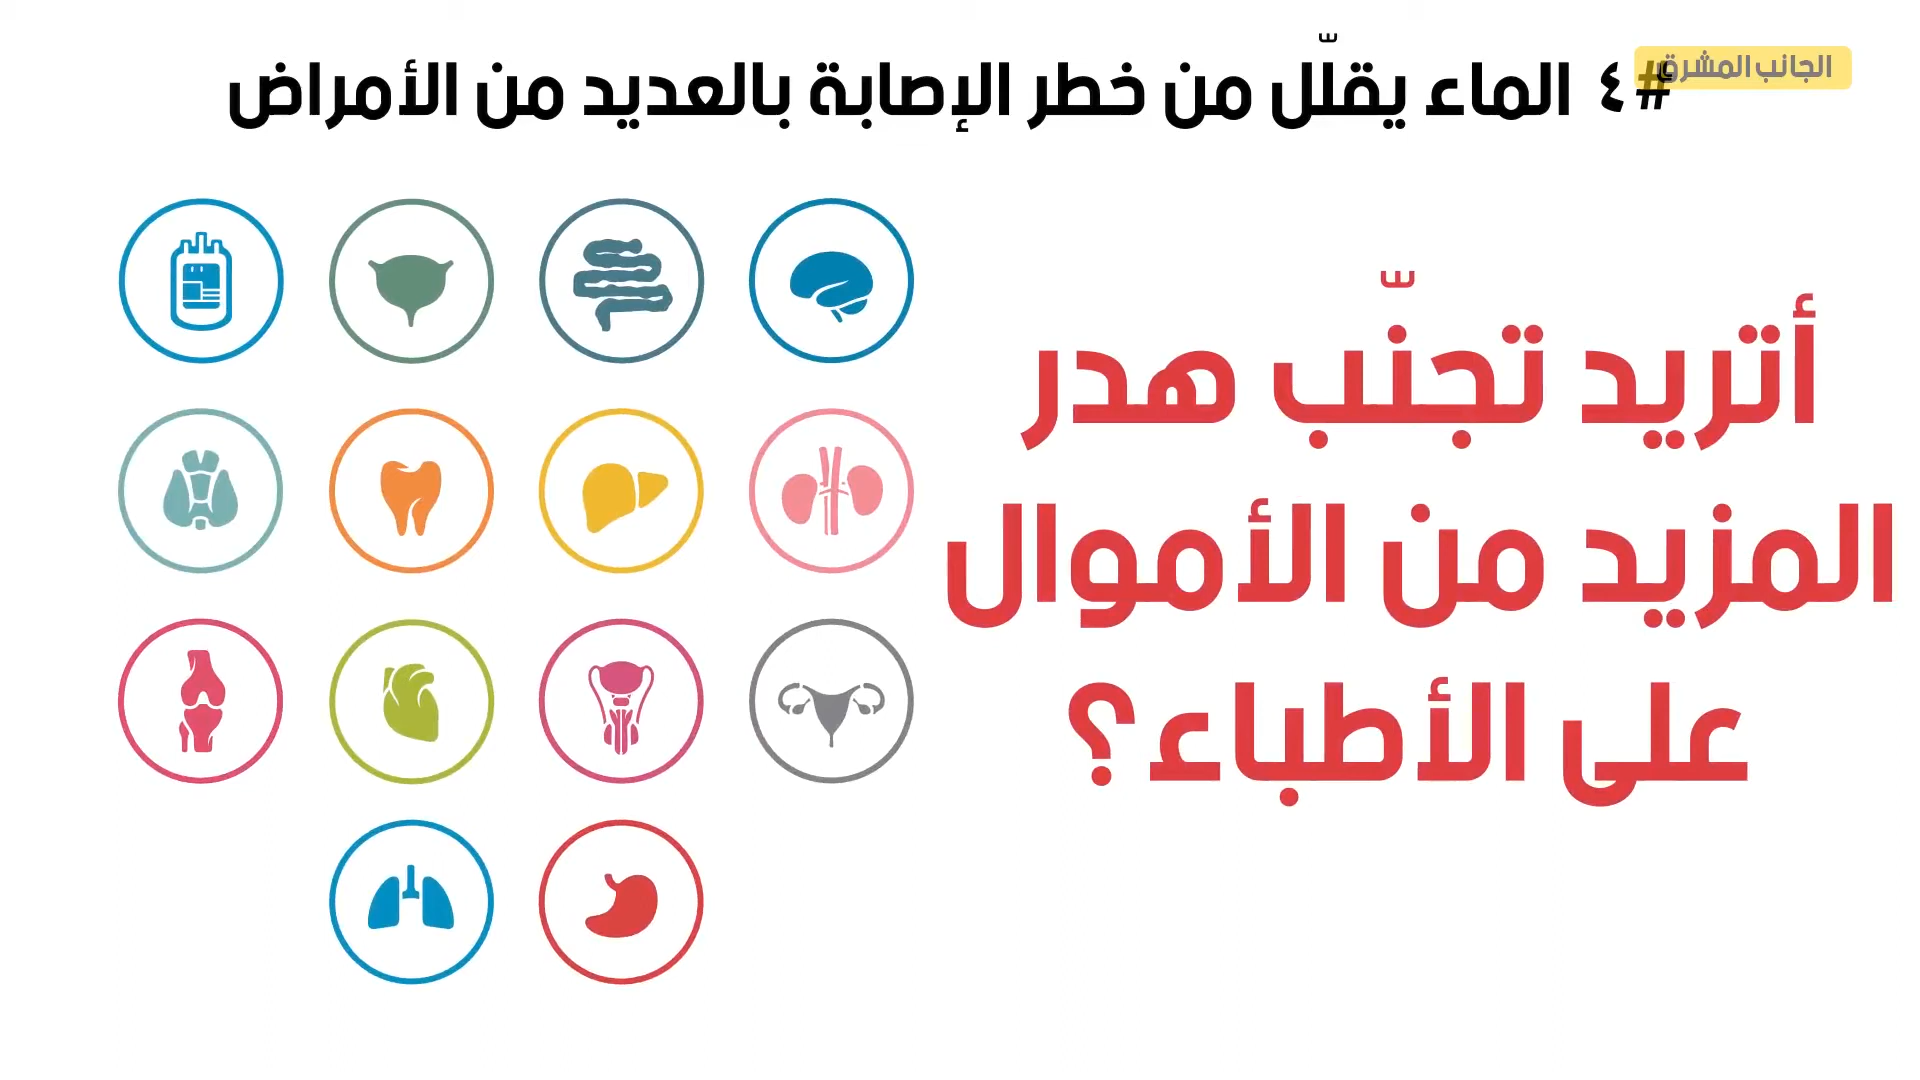 الجانب المشرق
#٤ الماء يقلّل من خطر الإصابة بالعديد من الأمراض
أتريد تجنّب هدر
المزيد من الأموال
على الأطباء؟